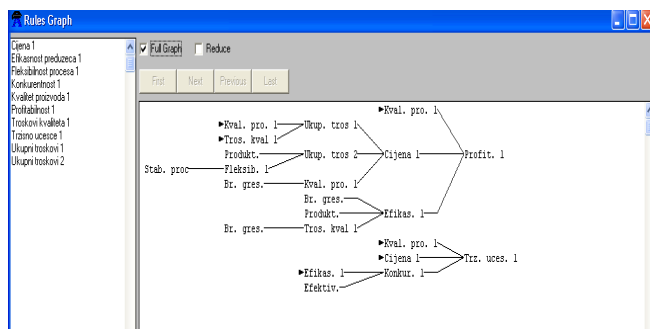 Rules Graph
Cijena 1
Efikasnost preduzeca 1
Fleksibilnost procesa 1
Konkurentnost 1
Kvalitet proizvoda 1
Profitabilnost 1
Troskovi kvaliteta 1
Trzisno ucesce 1
Ukupni troskovi 1
Ukupni troskovi 2
Full Graph Reduce
First Next Previous Last
Kval. pro. 1
Kval. pro. 1 Ukup. tros 1
Tros. kval 1
Produkt. Ukup. tros 2 Cijena 1 Profit. 1
Stab. proc Fleksib. 1
Br. gres. Kval. pro. 1
Br. gres.
Produkt. Efikas. 1
Br. gres. Tros. kval 1
Kval. pro. 1
Cijena 1 Trz. uces. 1
Efikas. 1 Konkur. 1
Efektiv.